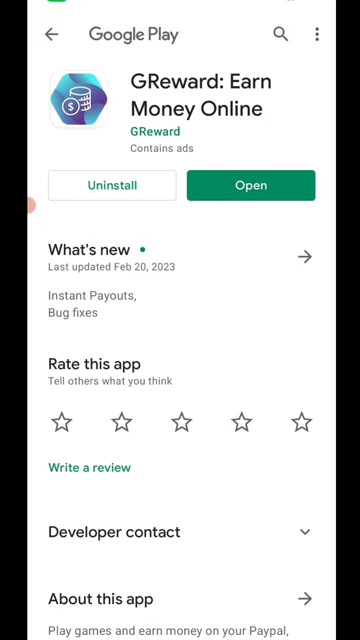 Google Play
GReward: Earn
Money Online
GReward
Contains ads
Uninstall
Open
What's new
Last updated Feb 20, 2023
Instant Payouts,
Bug fixes
Rate this app
Tell others what you think
Write a review
Developer contact
About this app
Play games and earn money on your Paypal,